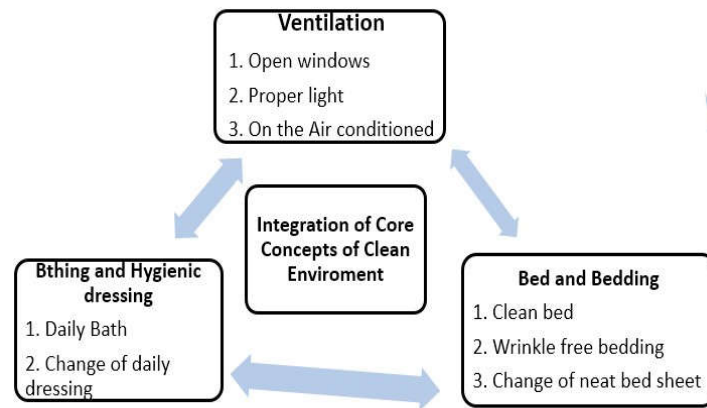 Ventilation
1. Open windows
2. Proper light
3. On the Air conditioned
Integration of Core
Concepts of Clean
Enviroment
Bthing and Hygienic
dressing
1. Daily Bath
2. Change of daily
dressing
Bed and Bedding
1. Clean bed
2. Wrinkle free bedding
3. Change of neat bed sheet